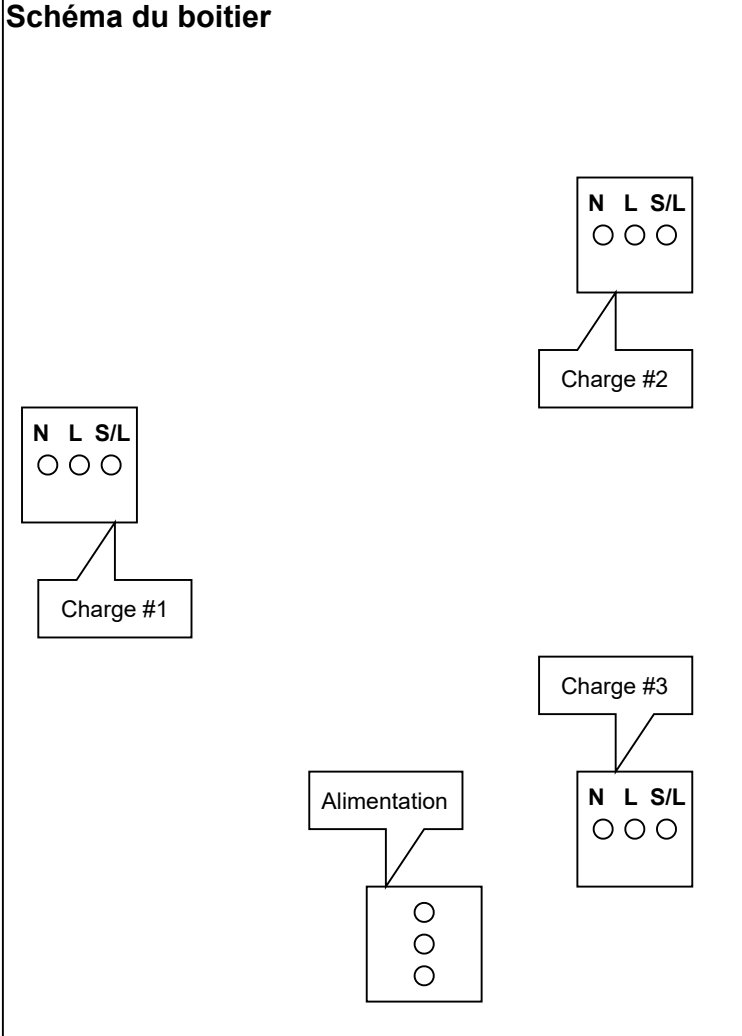 Schéma du boitier
N L S/L
Charge #2
N L S/L
Charge #1
Charge #3
N L S/L
Alimentation